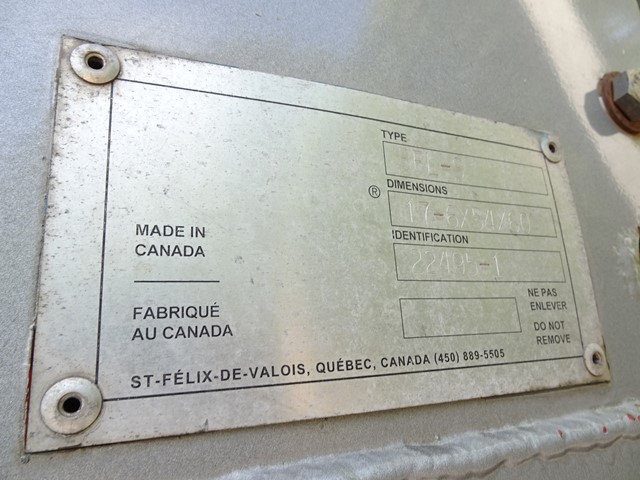 TYPE
® DIMENSIONS
IDENTIFICATION
MADE IN
CANADA
FABRIQUÉ
AU CANADA
NE PAS
ENLEVER
DO NOT
REMOVE
ST-FÉLIX-DE-VALOIS, QUÉBEC, CANADA (450) 889-5505